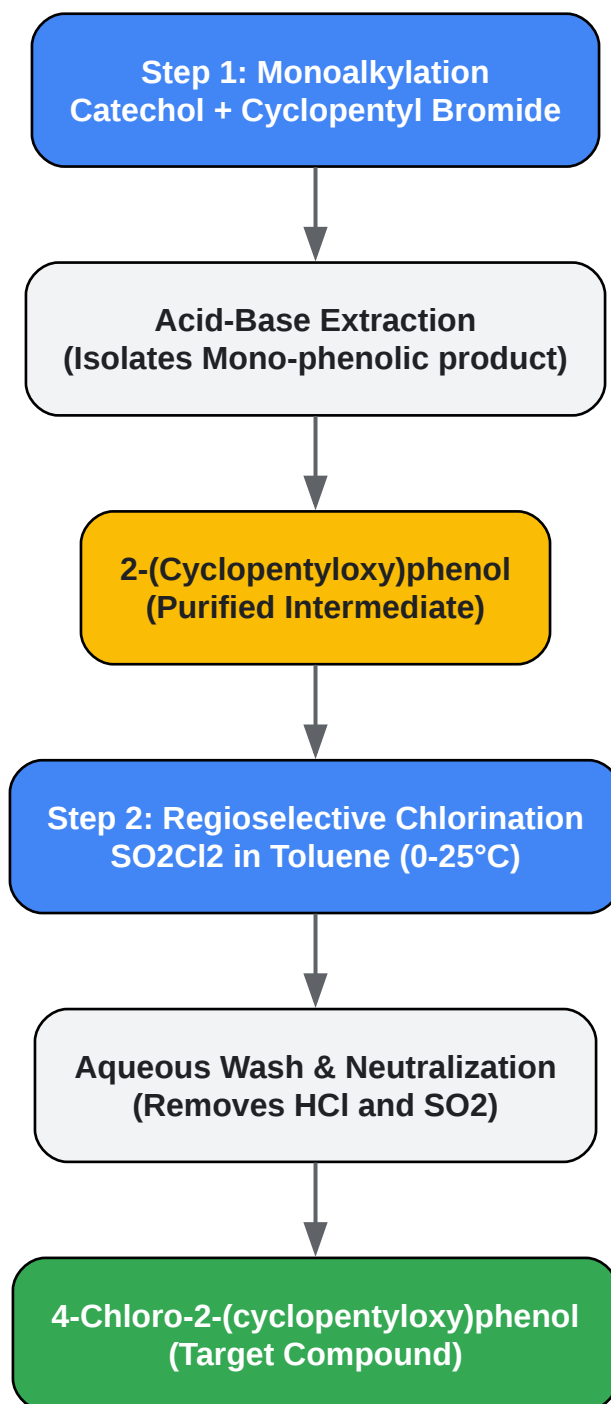 Step 1: Monoalkylation
Catechol + Cyclopentyl Bromide
Acid-Base Extraction
(Isolates Mono-phenolic product)
2-(Cyclopentyloxy)phenol
(Purified Intermediate)
Step 2: Regioselective Chlorination
SO2Cl2 in Toluene (0-25°C)
Aqueous Wash & Neutralization
(Removes HCl and SO2)
4-Chloro-2-(cyclopentyloxy)phenol
(Target Compound)